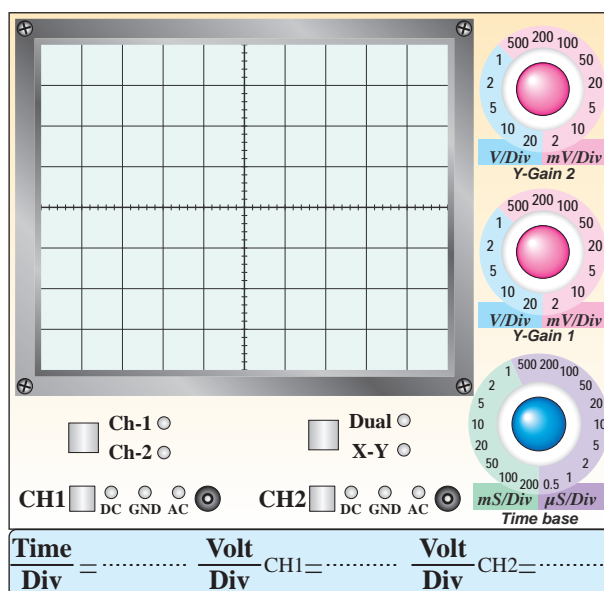 500 200 100
1 50
2 20
5 5
10 10
20 2
V/Div mV/Div
Y-Gain 2
500 200 100
1 50
2 20
5 5
10 10
20 2
V/Div mV/Div
Y-Gain 1
500 200 100
1 50
2 20
5 10
10 5
20 2
50 1
100 200 0.5
mS/Div µS/Div
Time base
Ch-1
Ch-2
Dual
X-Y
CH1 DC GND AC
CH2 DC GND AC
Time/Div = ............... Volt/Div CH1=............ Volt/Div CH2=............